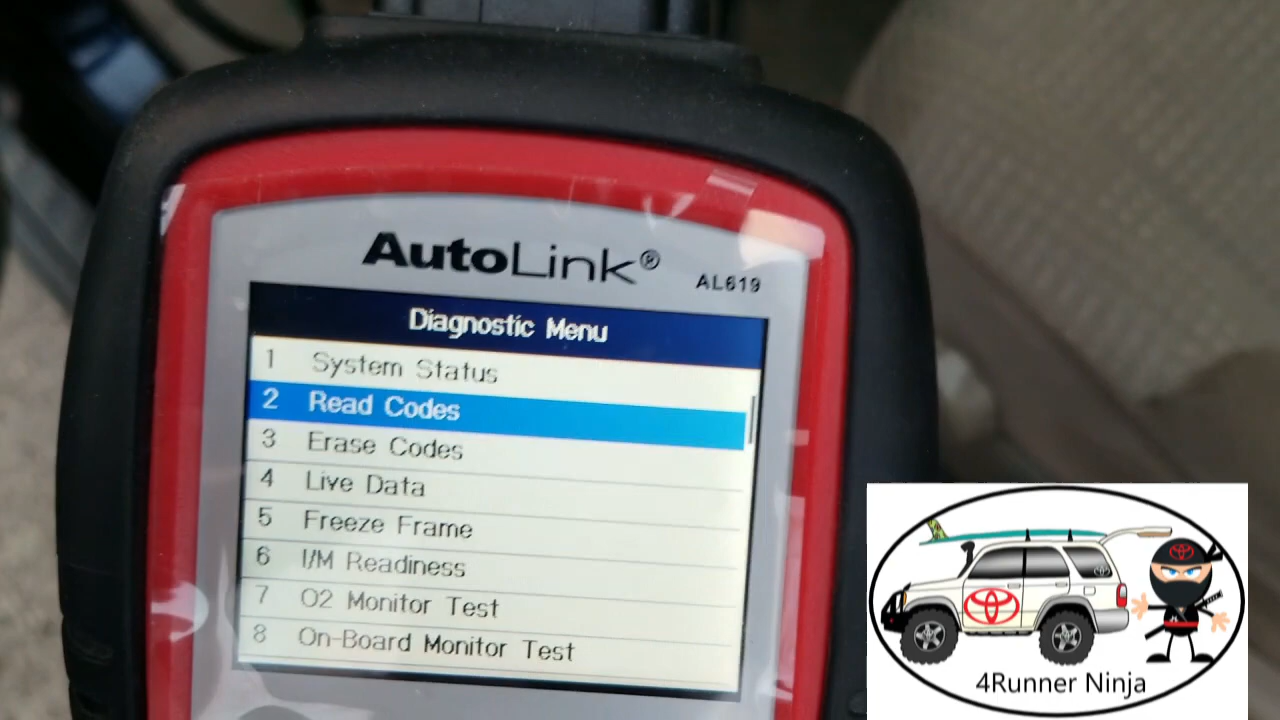 AutoLink®
AL619
Diagnostic Menu
1 System Status
2 Read Codes
3 Erase Codes
4 Live Data
5 Freeze Frame
6 I/M Readiness
7 O2 Monitor Test
8 On-Board Monitor Test
4Runner Ninja